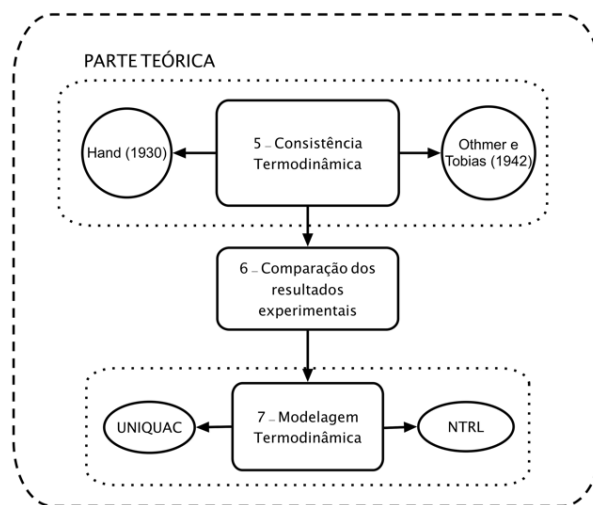 PARTE TEÓRICA
Hand (1930)
5 – Consistência
Termodinâmica
Othmer e
Tobias (1942)
6 – Comparação dos
resultados
experimentais
UNIQUAC
7 – Modelagem
Termodinâmica
NTRL